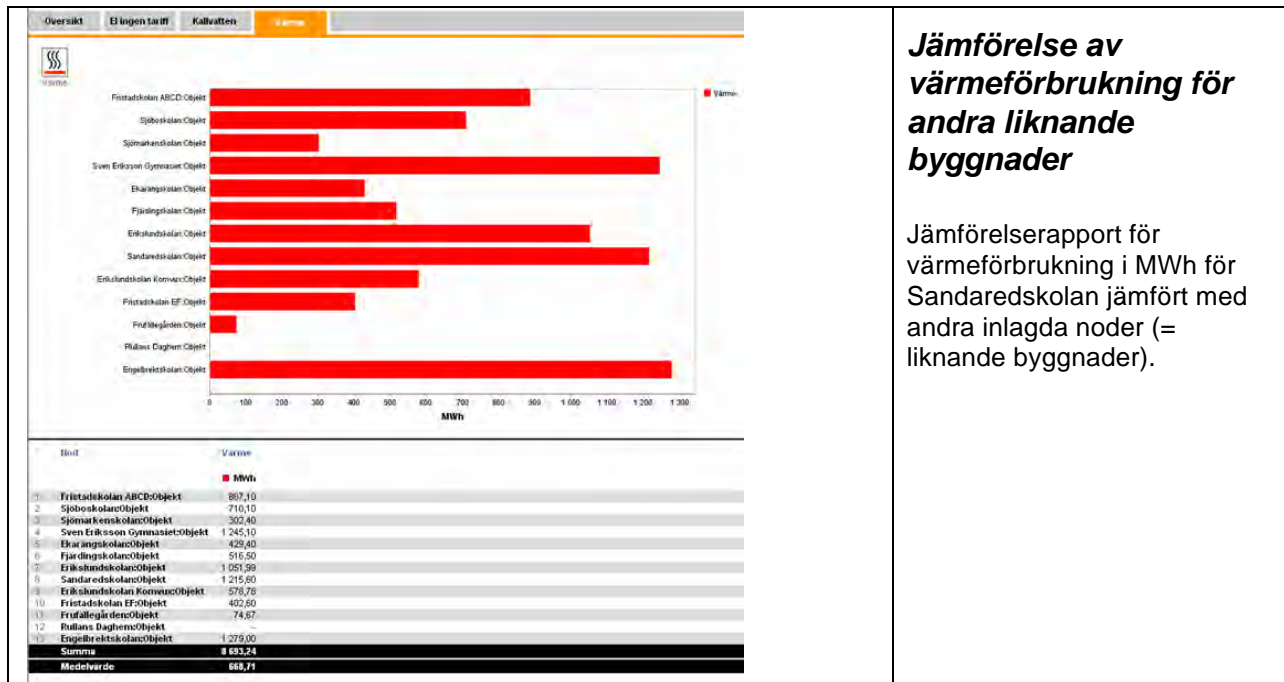 Översikt El ingen tariff Kallvatten Värme
Värme
Fristadskolan ABCD:Objekt
Värme
Sjöboskolan:Objekt
Sjömarkenskolan:Objekt
Sven Eriksson Gymnasiet:Objekt
Ekarängskolan:Objekt
Fjärdingskolan:Objekt
Erikslundskolan:Objekt
Sandaredskolan:Objekt
Erikslundskolan Komvux:Objekt
Fristadskolan EF:Objekt
Frufällegården:Objekt
Rullans Daghem:Objekt
Engelbrektskolan:Objekt
0 100 200 300 400 500 600 700 800 900 1 000 1 100 1 200 1 300
MWh
Nod Värme
MWh
1 Fristadskolan ABCD:Objekt 887,10
2 Sjöboskolan:Objekt 710,10
3 Sjömarkenskolan:Objekt 302,40
4 Sven Eriksson Gymnasiet:Objekt 1 245,10
5 Ekarängskolan:Objekt 429,40
6 Fjärdingskolan:Objekt 516,50
7 Erikslundskolan:Objekt 1 051,99
8 Sandaredskolan:Objekt 1 215,60
9 Erikslundskolan Komvux:Objekt 578,78
10 Fristadskolan EF:Objekt 402,60
11 Frufällegården:Objekt 74,67
12 Rullans Daghem:Objekt --
13 Engelbrektskolan:Objekt 1 279,00
Summa 8 693,24
Medelvärde 668,71
Jämförelse av
värmeförbrukning för
andra liknande
byggnader
Jämförelserapport för
värmeförbrukning i MWh för
Sandaredskolan jämfört med
andra inlagda noder (=
liknande byggnader).